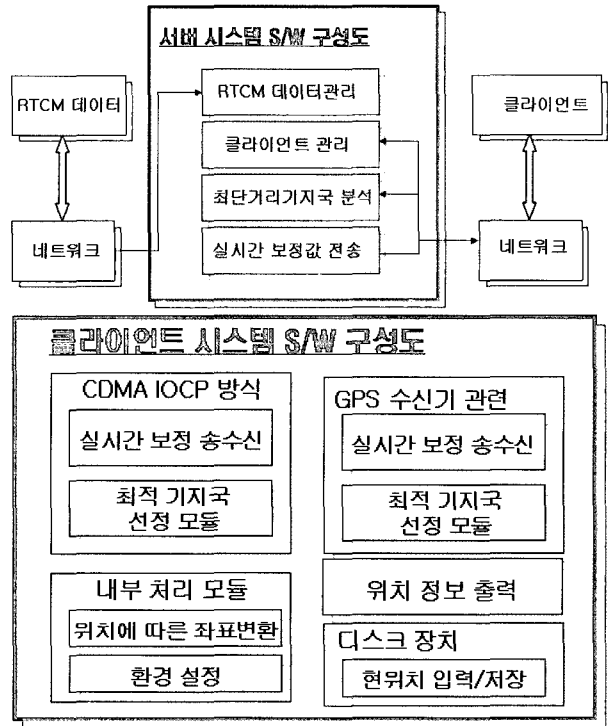 서버 시스템 S/W 구성도
RTCM 데이터
네트워크
RTCM 데이터관리
클라이언트 관리
최단거리기지국 분석
실시간 보정값 전송
클라이언트
네트워크
클라이언트 시스템 S/W 구성도
CDMA IOCP 방식
실시간 보정 송수신
최적 기지국
선정 모듈
GPS 수신기 관련
실시간 보정 송수신
최적 기지국
선정 모듈
내부 처리 모듈
위치에 따른 좌표변환
환경 설정
위치 정보 출력
디스크 장치
현위치 입력/저장